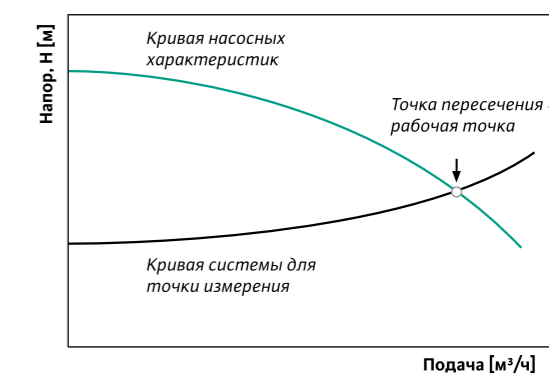 Напор, H [м]
Кривая насосных
характеристик
Точка пересечения
рабочая точка
Кривая системы для
точки измерения
Подача [м³/ч]